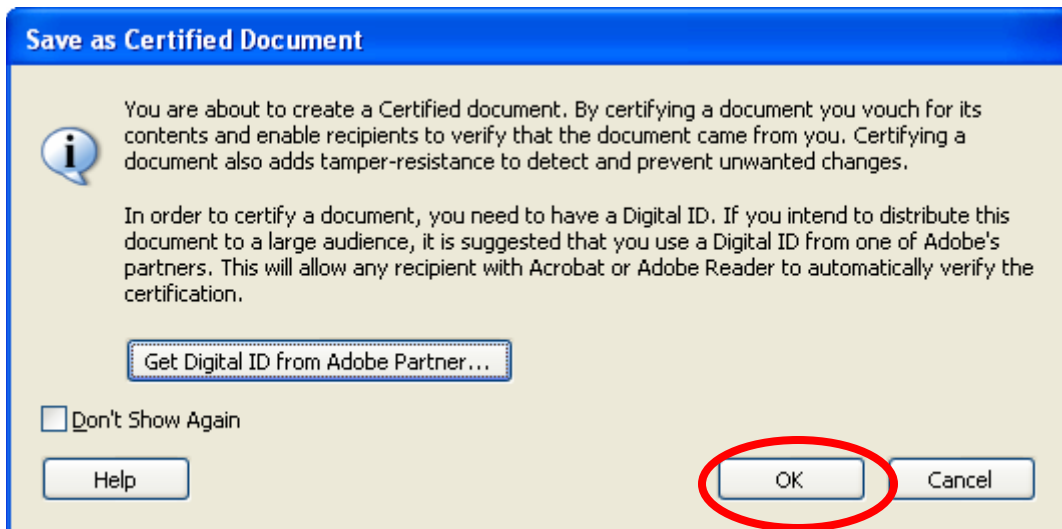 Save as Certified Document
You are about to create a Certified document. By certifying a document you vouch for its
contents and enable recipients to verify that the document came from you. Certifying a
document also adds tamper-resistance to detect and prevent unwanted changes.
In order to certify a document, you need to have a Digital ID. If you intend to distribute this
document to a large audience, it is suggested that you use a Digital ID from one of Adobe's
partners. This will allow any recipient with Acrobat or Adobe Reader to automatically verify the
certification.
Get Digital ID from Adobe Partner...
Don't Show Again
Help OK Cancel